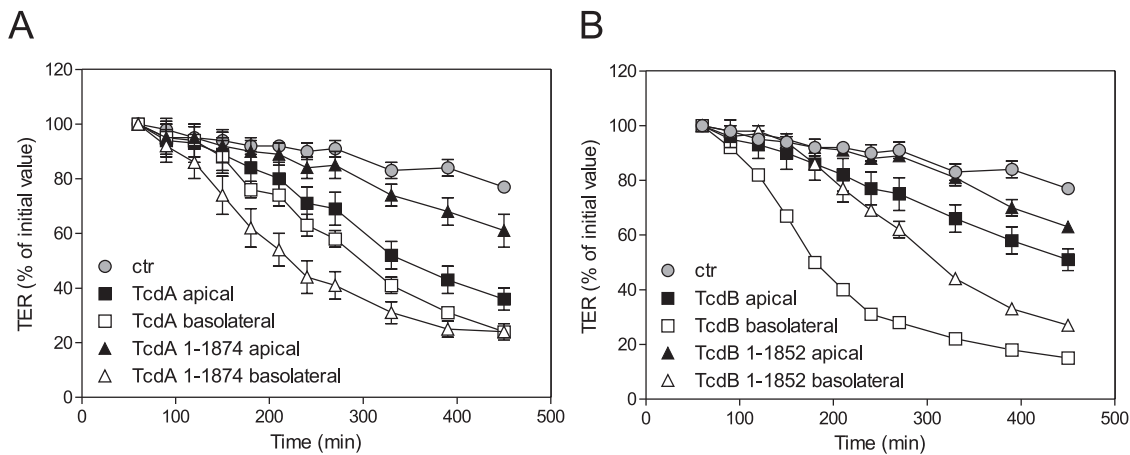 A
120
100
80
60
40
20
0
TER (% of initial value)
ctr
TcdA apical
TcdA basolateral
TcdA 1-1874 apical
TcdA 1-1874 basolateral
0 100 200 300 400 500
Time (min)
B
120
100
80
60
40
20
0
TER (% of initial value)
ctr
TcdB apical
TcdB basolateral
TcdB 1-1852 apical
TcdB 1-1852 basolateral
0 100 200 300 400 500
Time (min)